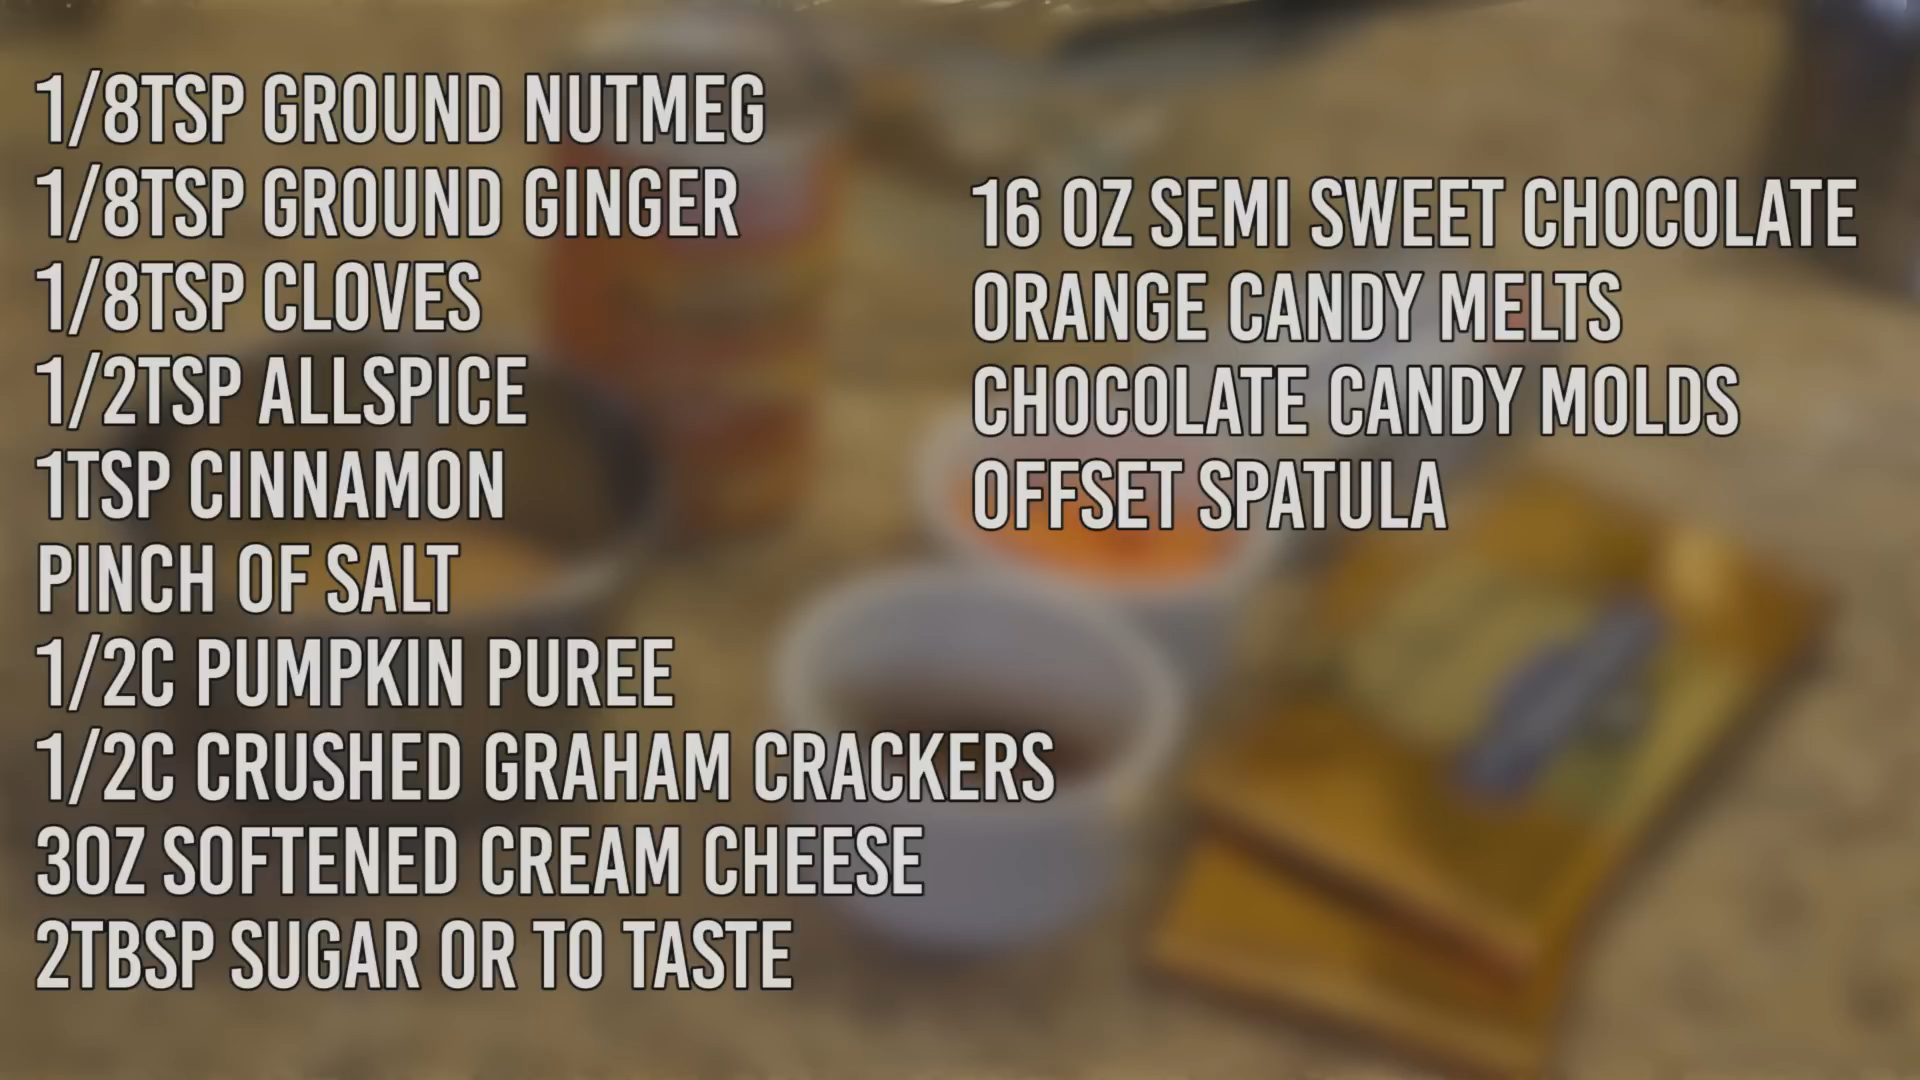 1/8TSP GROUND NUTMEG
1/8TSP GROUND GINGER
1/8TSP CLOVES
1/2TSP ALLSPICE
1TSP CINNAMON
PINCH OF SALT
1/2C PUMPKIN PUREE
1/2C CRUSHED GRAHAM CRACKERS
3OZ SOFTENED CREAM CHEESE
2TBSP SUGAR OR TO TASTE
16 OZ SEMI SWEET CHOCOLATE
ORANGE CANDY MELTS
CHOCOLATE CANDY MOLDS
OFFSET SPATULA